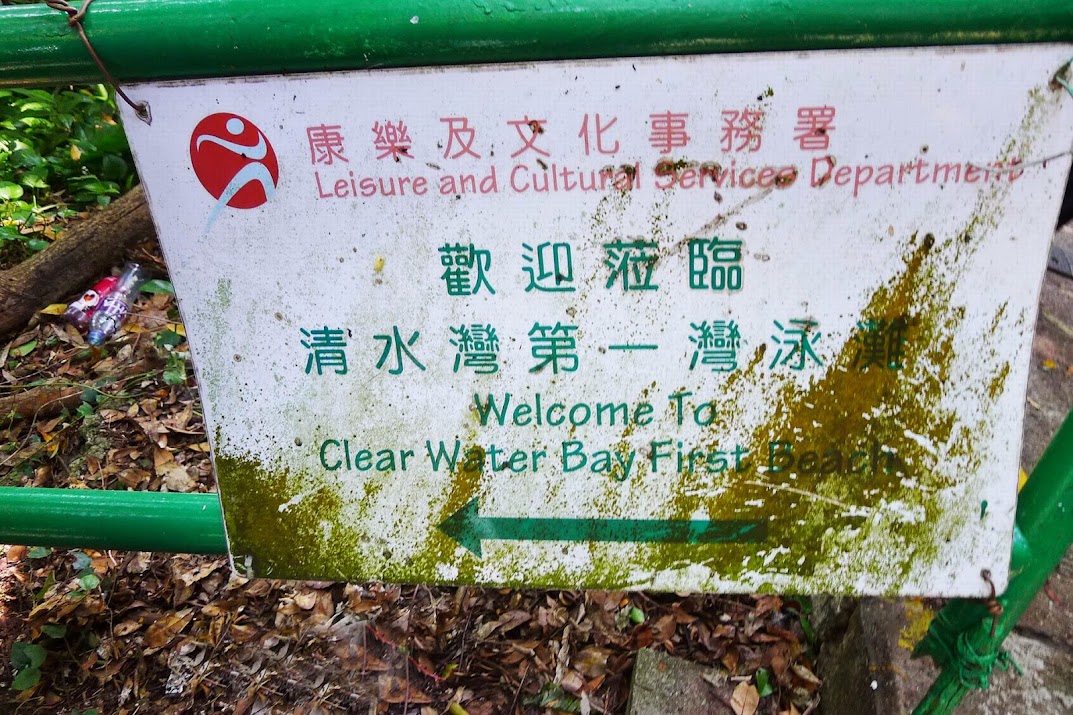 康樂及文化事務署
Leisure and Cultural Services Department
歡迎蒞臨
清水灣第一灣泳灘
Welcome To
Clear Water Bay First Beach